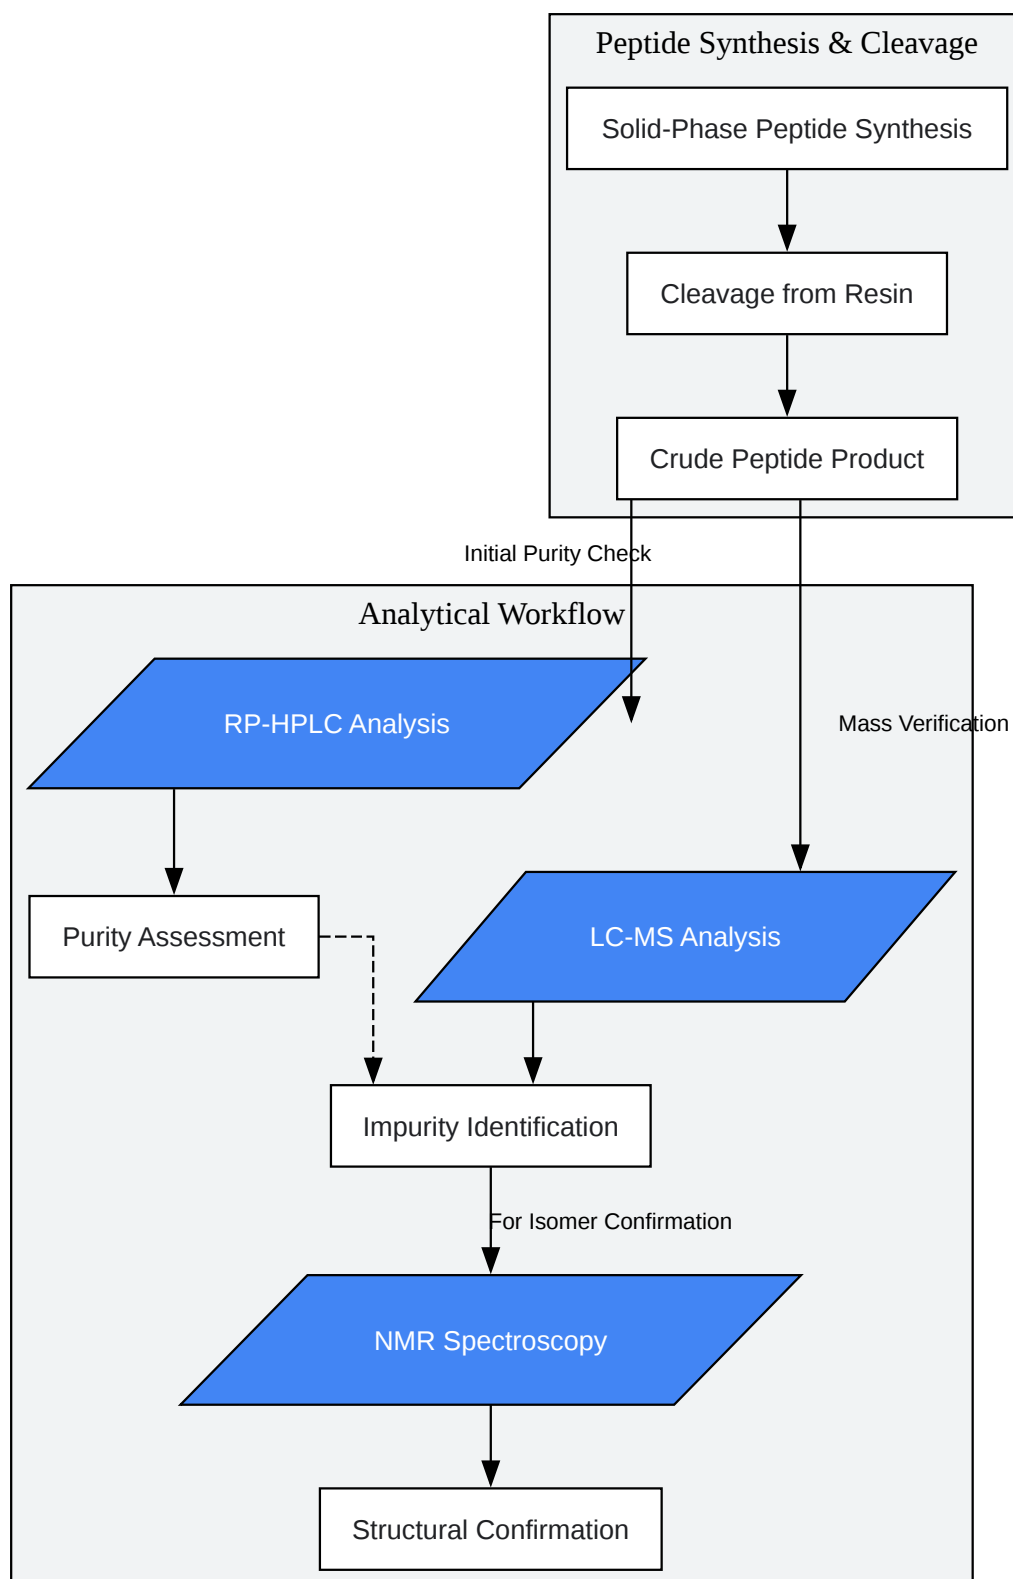 Peptide Synthesis & Cleavage
Solid-Phase Peptide Synthesis
Cleavage from Resin
Crude Peptide Product
Initial Purity Check
Analytical Workflow
RP-HPLC Analysis
Mass Verification
Purity Assessment
LC-MS Analysis
Impurity Identification
For Isomer Confirmation
NMR Spectroscopy
Structural Confirmation